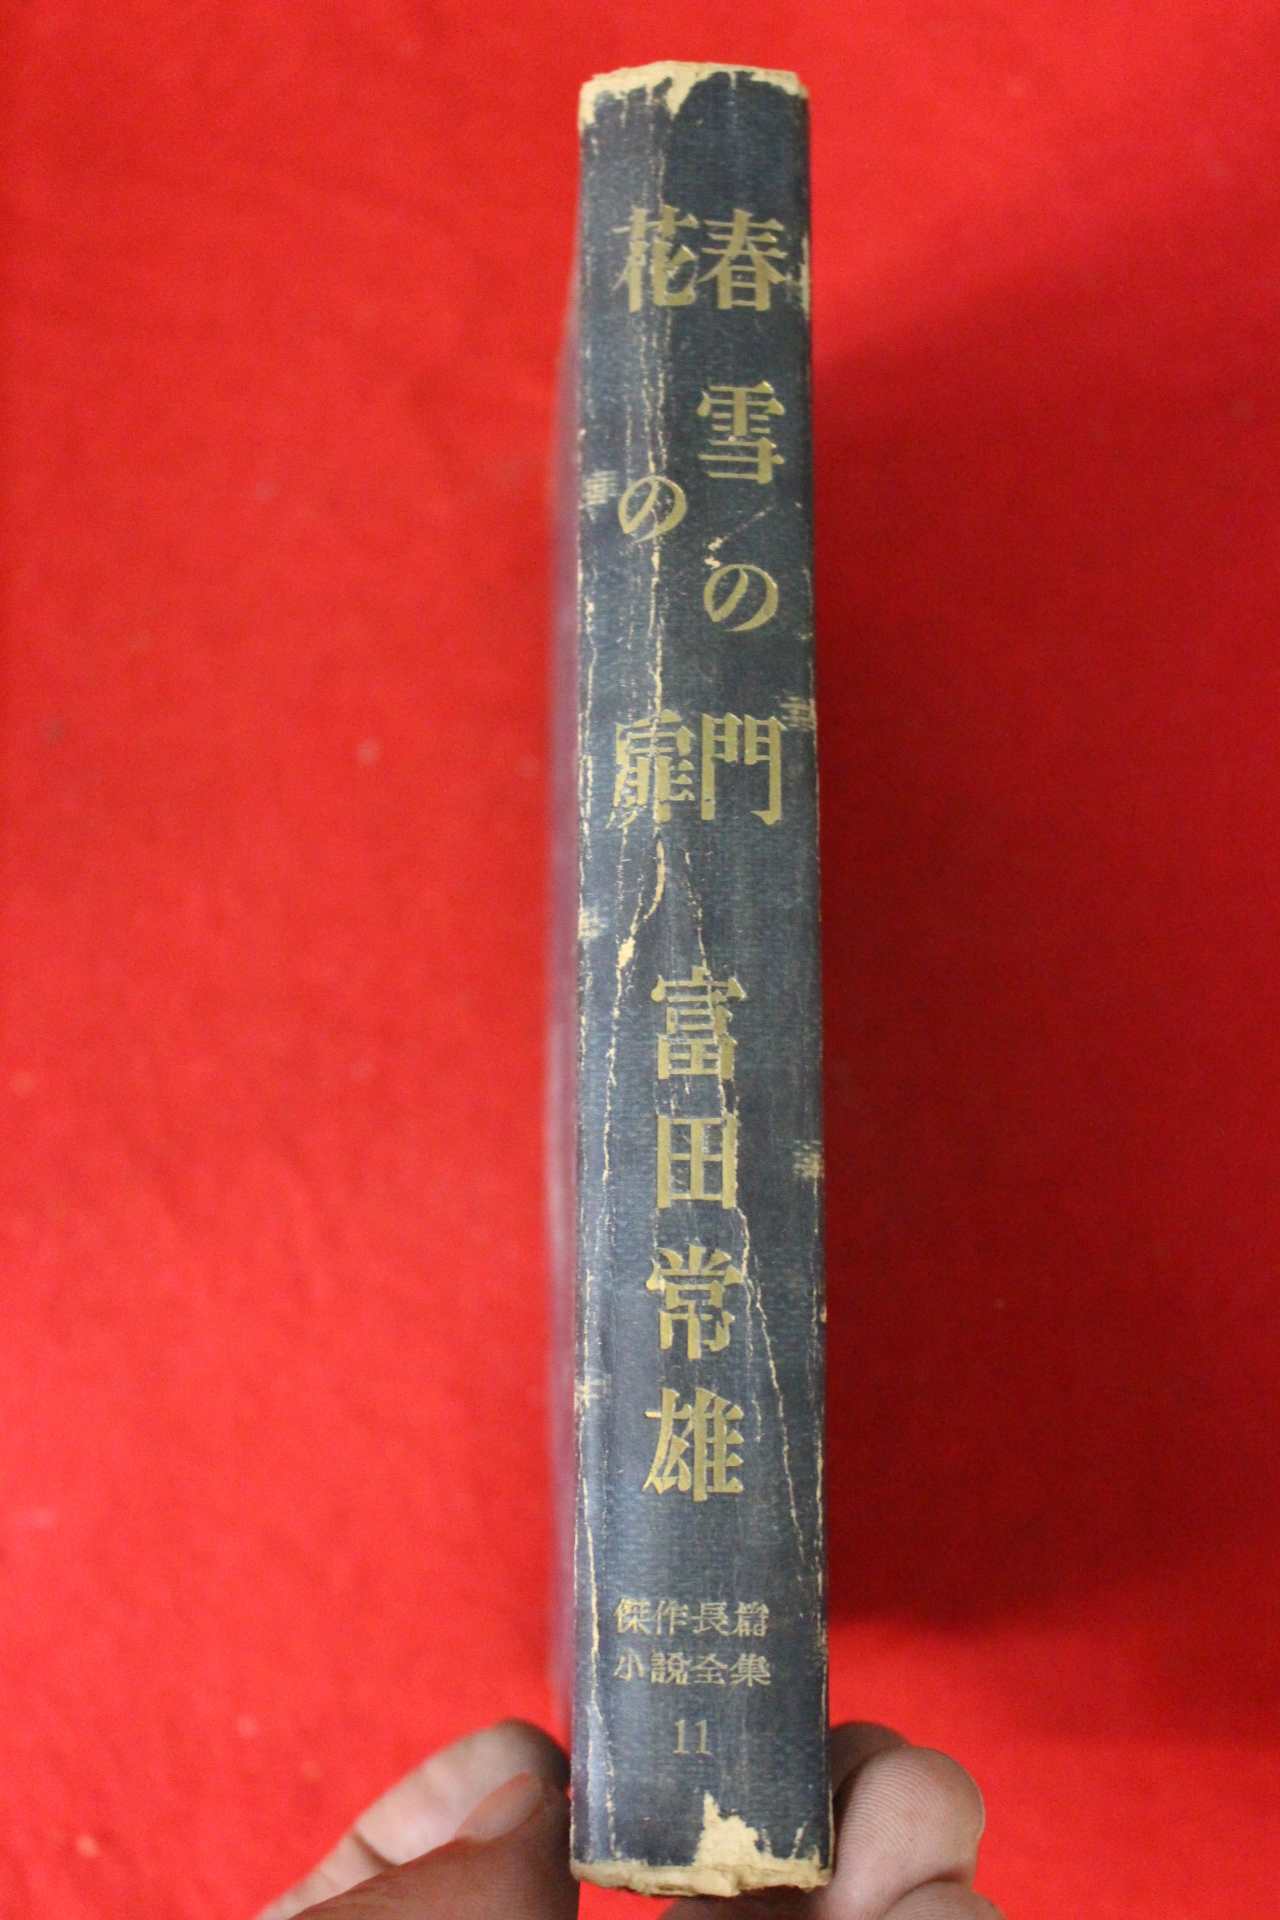 春雪の門
花の扉
富田常雄
傑作長篇
小説全集
11